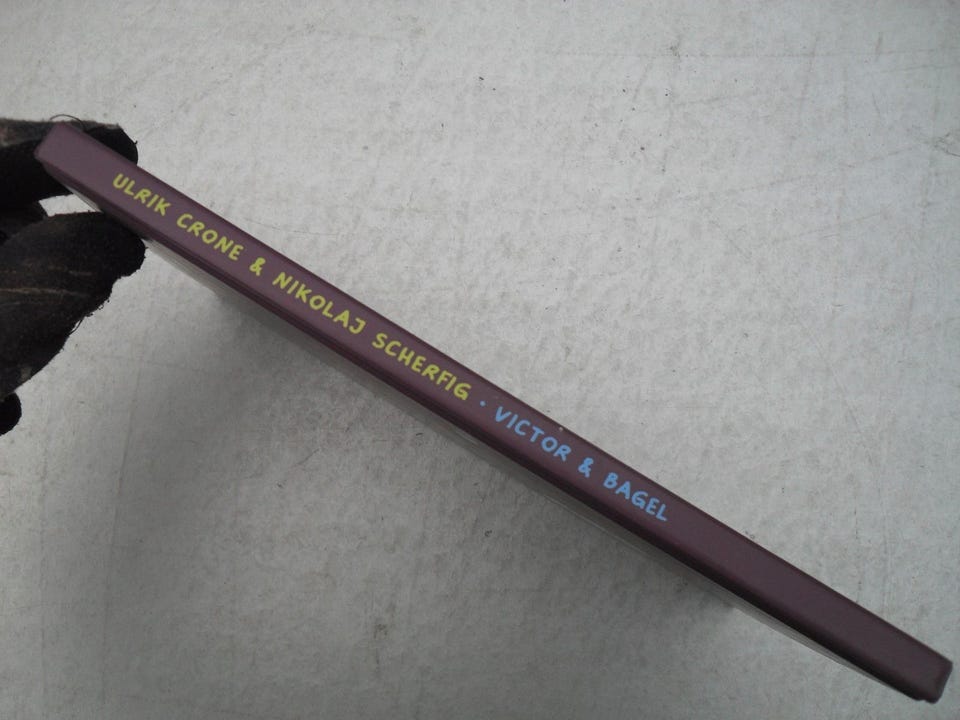 ULRIK CRONE & NIKOLAJ SCHERFIG · VICTOR & BAGEL